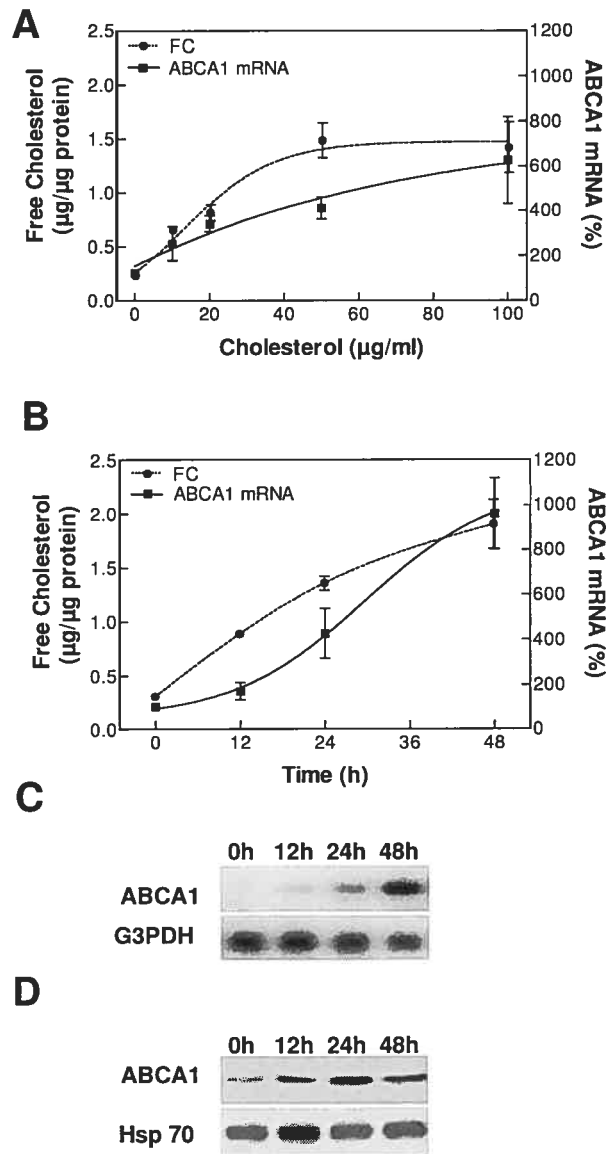 A
Free Cholesterol
(µg/µg protein)
2.5
2.0
1.5
1.0
0.5
0.0
FC
ABCA1 mRNA
1200
1000
800
600
400
200
0
ABCA1 mRNA (%)
0 20 40 60 80 100
Cholesterol (µg/ml)
B
Free Cholesterol
(µg/µg protein)
2.5
2.0
1.5
1.0
0.5
0.0
FC
ABCA1 mRNA
1200
1000
800
600
400
200
0
ABCA1 mRNA (%)
0 12 24 36 48
Time (h)
C
0h 12h 24h 48h
ABCA1
G3PDH
D
0h 12h 24h 48h
ABCA1
Hsp 70